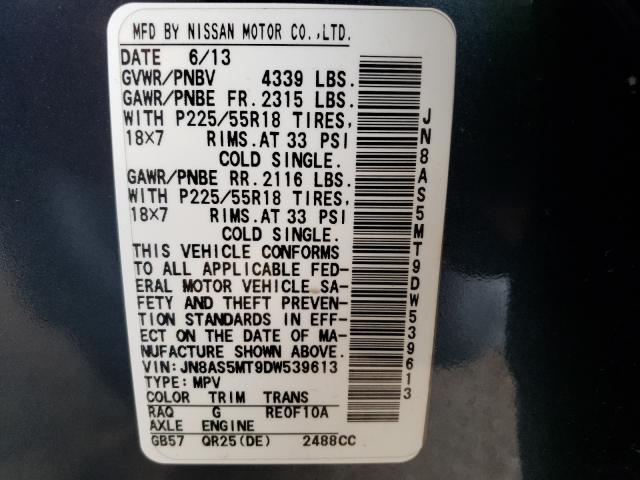 MFD BY NISSAN MOTOR CO.,LTD.
DATE 6/13
GVWR/PNBV 4339 LBS.
GAWR/PNBE FR. 2315 LBS.
WITH P225/55R18 TIRES,
18X7 RIMS.AT 33 PSI
COLD SINGLE.
GAWR/PNBE RR. 2116 LBS.
WITH P225/55R18 TIRES,
18X7 RIMS.AT 33 PSI
COLD SINGLE.
THIS VEHICLE CONFORMS
TO ALL APPLICABLE FED-
ERAL MOTOR VEHICLE SA-
FETY AND THEFT PREVEN-
TION STANDARDS IN EFF-
ECT ON THE DATE OF MA-
NUFACTURE SHOWN ABOVE.
VIN: JN8AS5MT9DW539613
TYPE: MPV
COLOR TRIM TRANS
RAQ G RE0F10A
AXLE ENGINE
GB57 QR25(DE) 2488CC
JN8AS5MT9DW539613